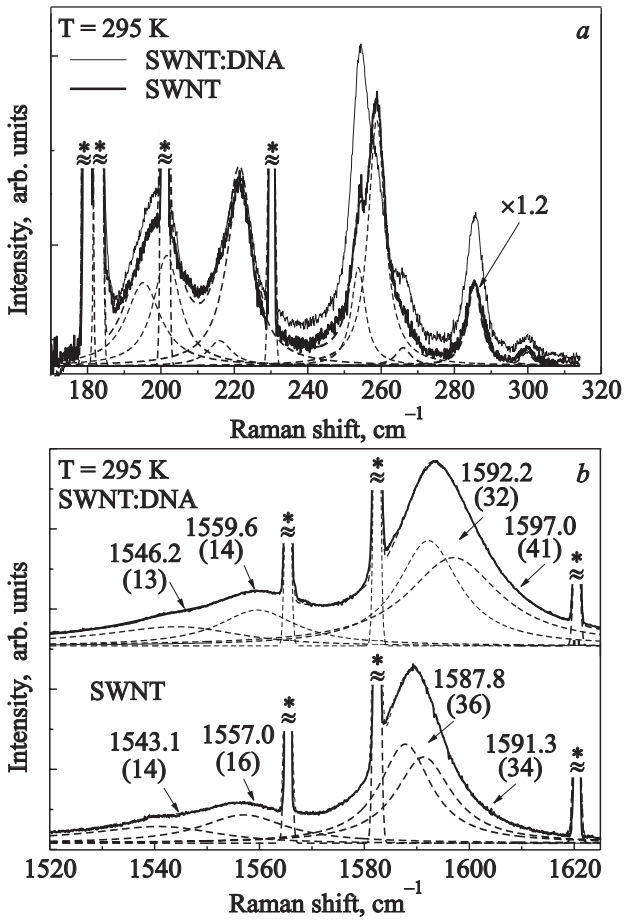 T = 295 K
a
SWNT:DNA
SWNT
* * * *
≈ ≈ ≈ ≈
×1.2
Intensity, arb. units
180 200 220 240 260 280 300 320
Raman shift, cm−1
T = 295 K
b
SWNT:DNA
*
≈
1592.2
(32)
1597.0
(41)
1559.6
(14)
*
≈
1546.2
(13)
*
≈
Intensity, arb. units
SWNT
*
≈
1587.8
(36)
*
≈
1557.0
(16)
1543.1
(14)
1591.3
(34)
*
≈
1520 1540 1560 1580 1600 1620
Raman shift, cm−1